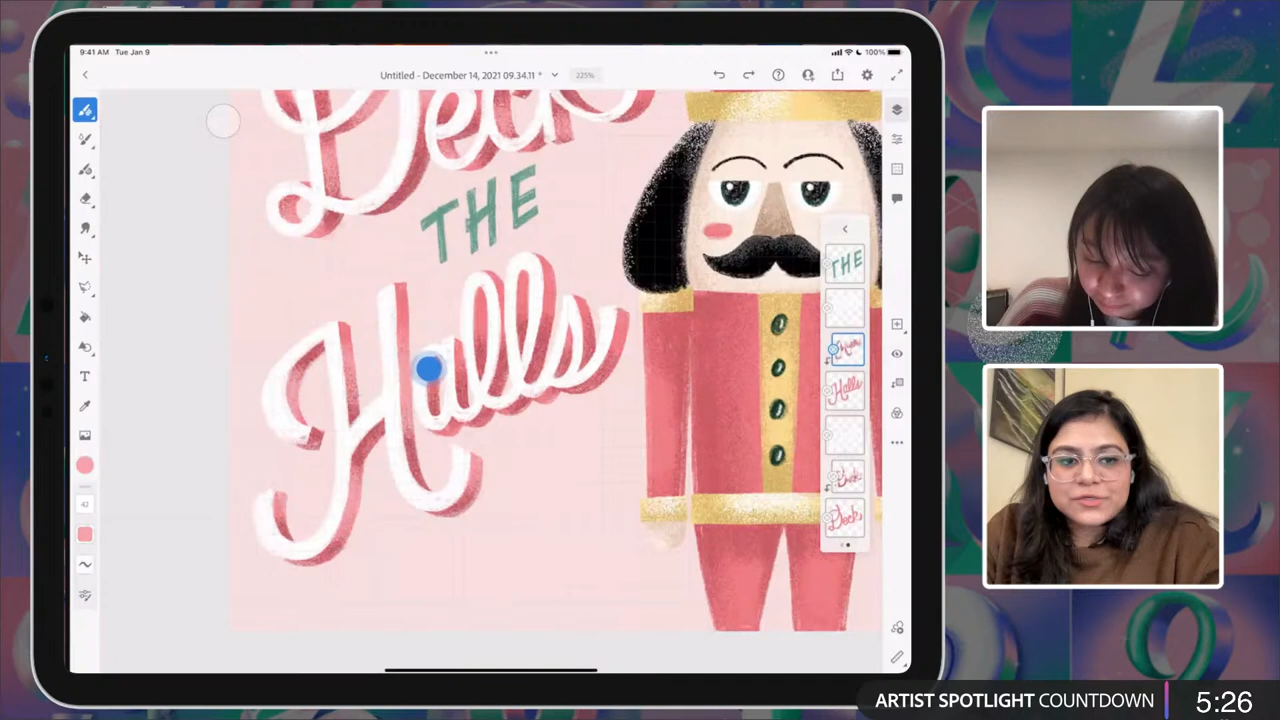 9:41 AM Tue Jan 9
100%
Untitled - December 14, 2021 09.34.11 *
225%
Deck
THE
Halls
THE
Halls
Deck
Deck
T
42
ARTIST SPOTLIGHT COUNTDOWN
5:26